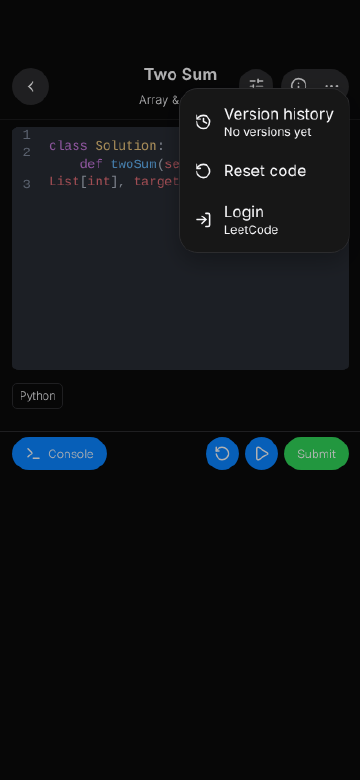 Two Sum
Array &
Version history
No versions yet
Reset code
Login
LeetCode
1
class Solution:
2
def twoSum(se
List[int], target
3
Python
Console
Submit